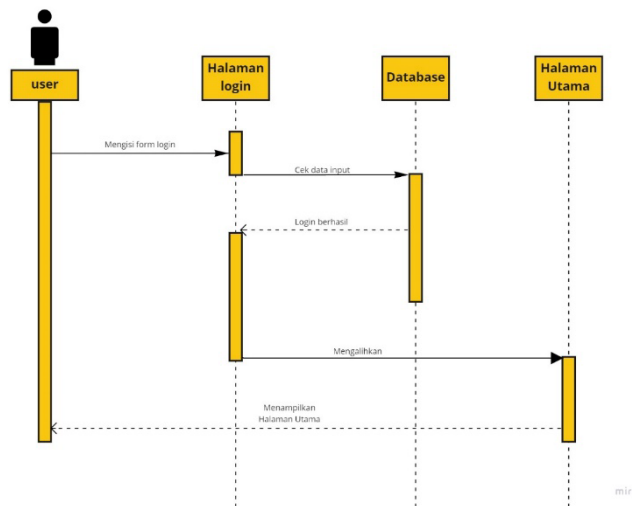 user
Halaman
login
Database
Halaman
Utama
Mengisi form login
Cek data input
Login berhasil
Mengalihkan
Menampilkan
Halaman Utama
mir